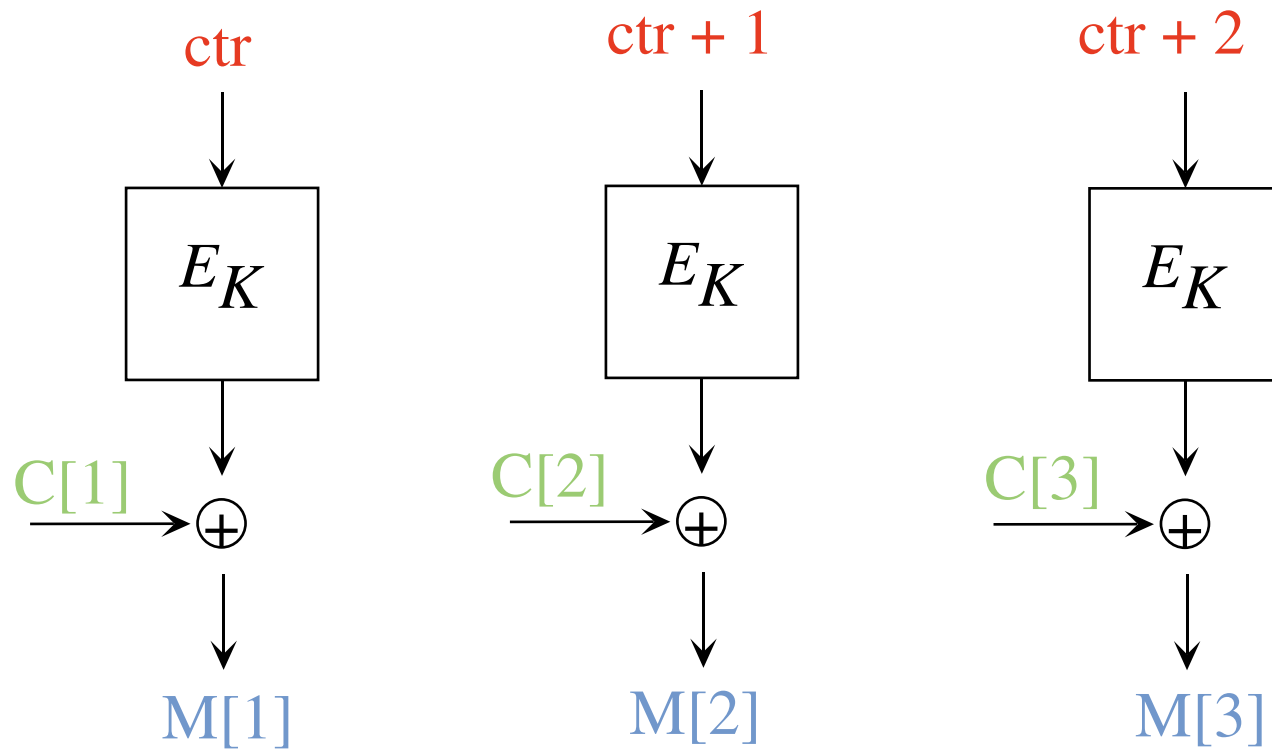 ctr
ctr + 1
ctr + 2
E_K
E_K
E_K
C[1]
C[2]
C[3]
+
+
+
M[1]
M[2]
M[3]